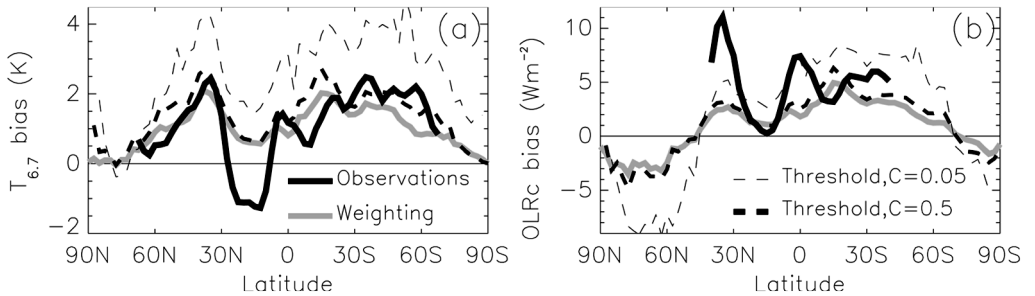 T6.7 bias (K)
4
2
0
−2
(a)
Observations
Weighting
90N 60N 30N 0 30S 60S 90S
Latitude
OLRc bias (Wm⁻²)
10
5
0
−5
(b)
Threshold,C=0.05
Threshold,C=0.5
90N 60N 30N 0 30S 60S 90S
Latitude